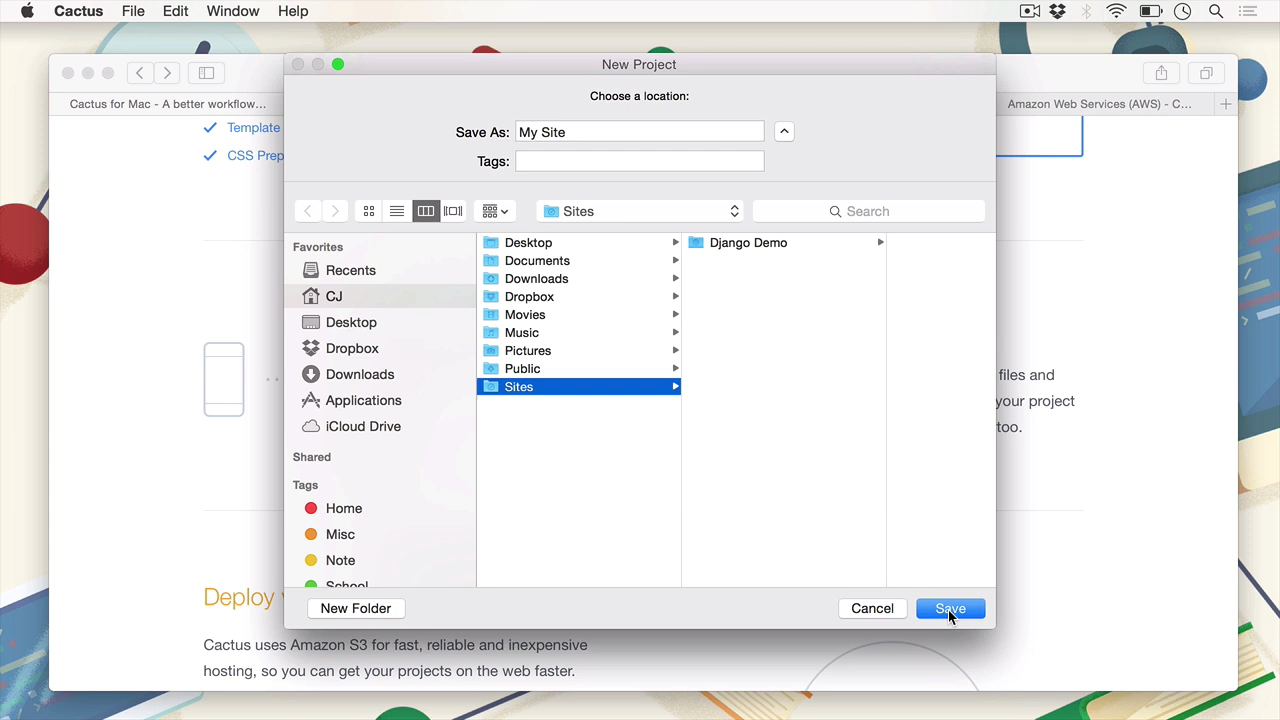 Cactus File Edit Window Help
New Project
Cactus for Mac - A better workflow...
Amazon Web Services (AWS) - C...
Choose a location:
Save As: My Site
Tags:
Template
CSS Prep
Sites
Search
Favorites
Recents
CJ
Desktop
Dropbox
Downloads
Applications
iCloud Drive
Shared
Tags
Home
Misc
Note
School
Desktop
Documents
Downloads
Dropbox
Movies
Music
Pictures
Public
Sites
Django Demo
files and
your project
too.
New Folder
Cancel
Save
Deploy
Cactus uses Amazon S3 for fast, reliable and inexpensive
hosting, so you can get your projects on the web faster.